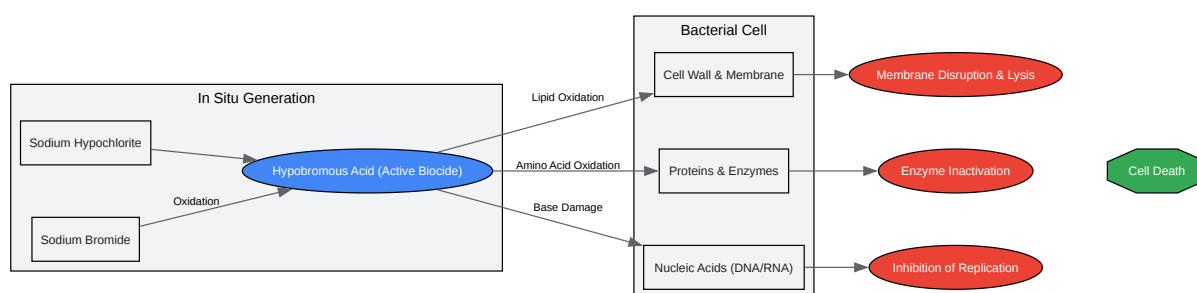 Bacterial Cell
In Situ Generation
Cell Wall & Membrane
Membrane Disruption & Lysis
Lipid Oxidation
Sodium Hypochlorite
Hypobromous Acid (Active Biocide)
Amino Acid Oxidation
Proteins & Enzymes
Enzyme Inactivation
Cell Death
Oxidation
Base Damage
Sodium Bromide
Nucleic Acids (DNA/RNA)
Inhibition of Replication